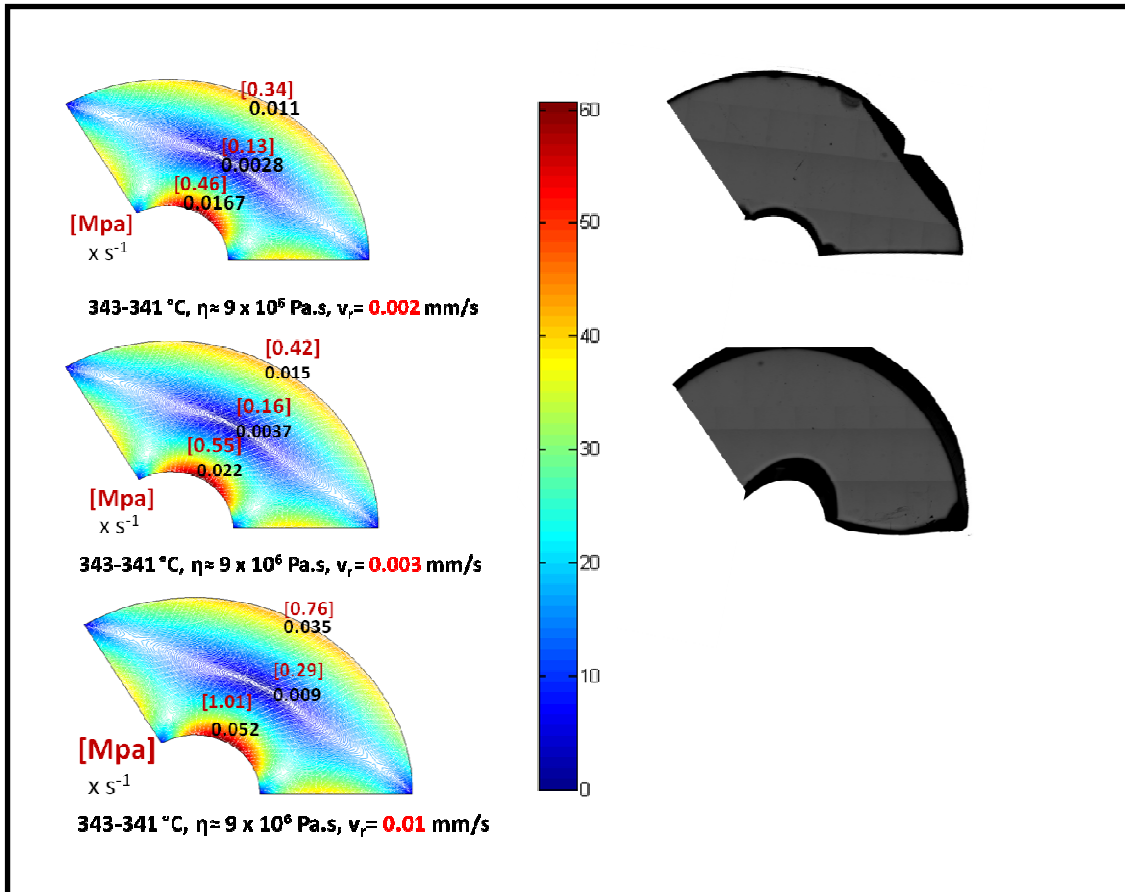 [0.34]
0.011
[0.13]
0.0028
[0.46]
0.0167
[Mpa]
x s⁻¹
343-341 °C, η≈ 9 x 10⁶ Pa.s, vᵣ= 0.002 mm/s
[0.42]
0.015
[0.16]
0.0037
[0.55]
0.022
[Mpa]
x s⁻¹
343-341 °C, η≈ 9 x 10⁶ Pa.s, vᵣ= 0.003 mm/s
[0.76]
0.035
[0.29]
0.009
[1.01]
0.052
[Mpa]
x s⁻¹
343-341 °C, η≈ 9 x 10⁶ Pa.s, vᵣ= 0.01 mm/s
60
50
40
30
20
10
0